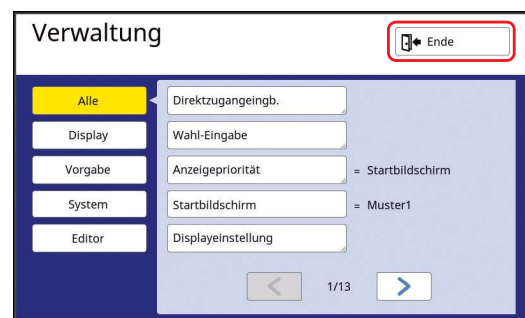 Verwaltung
Ende
Alle
Direktzugangeingb.
Display
Wahl-Eingabe
Vorgabe
Anzeigepriorität = Startbildschirm
System
Startbildschirm = Muster1
Editor
Displayeinstellung
< 1/13 >